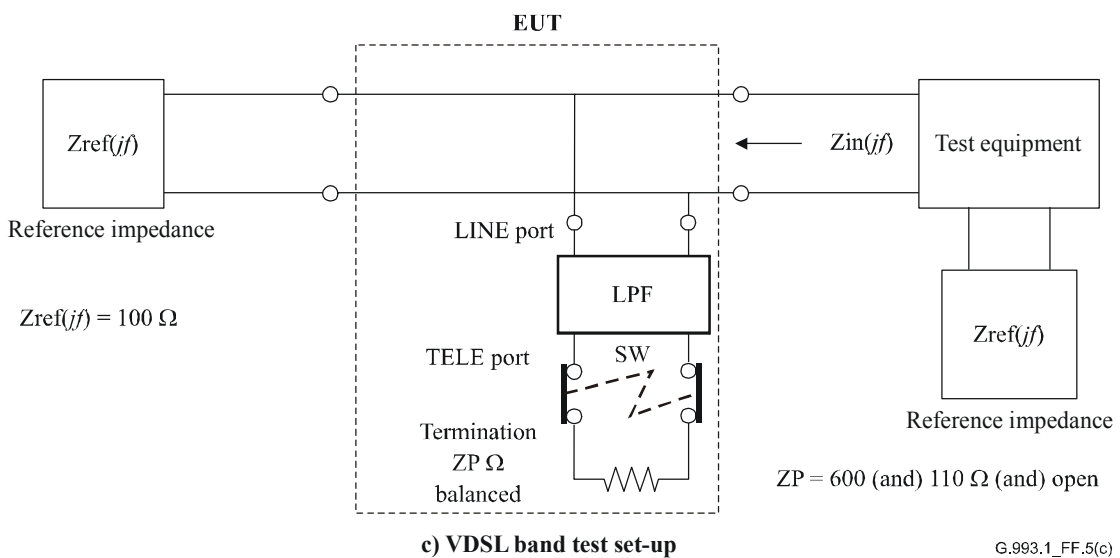 EUT
Zref(jf)
Zin(jf)
Test equipment
Reference impedance
LINE port
LPF
Zref(jf) = 100 Ω
Zref(jf)
TELE port
SW
Reference impedance
Termination
ZP Ω
balanced
ZP = 600 (and) 110 Ω (and) open
c) VDSL band test set-up
G.993.1_FF.5(c)